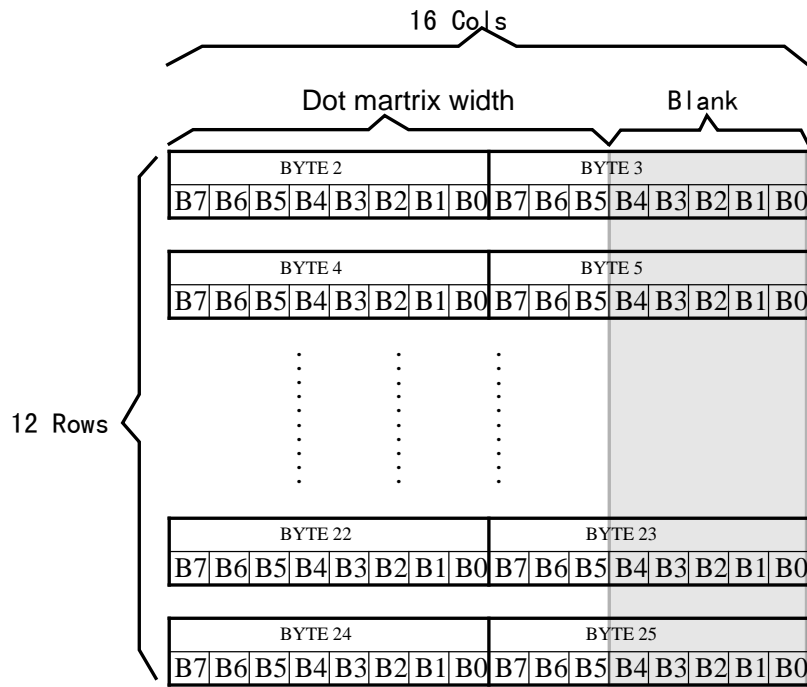 16 Cols
Dot martrix width Blank
BYTE 2 BYTE 3
B7 B6 B5 B4 B3 B2 B1 B0 B7 B6 B5 B4 B3 B2 B1 B0
BYTE 4 BYTE 5
B7 B6 B5 B4 B3 B2 B1 B0 B7 B6 B5 B4 B3 B2 B1 B0
12 Rows
BYTE 22 BYTE 23
B7 B6 B5 B4 B3 B2 B1 B0 B7 B6 B5 B4 B3 B2 B1 B0
BYTE 24 BYTE 25
B7 B6 B5 B4 B3 B2 B1 B0 B7 B6 B5 B4 B3 B2 B1 B0